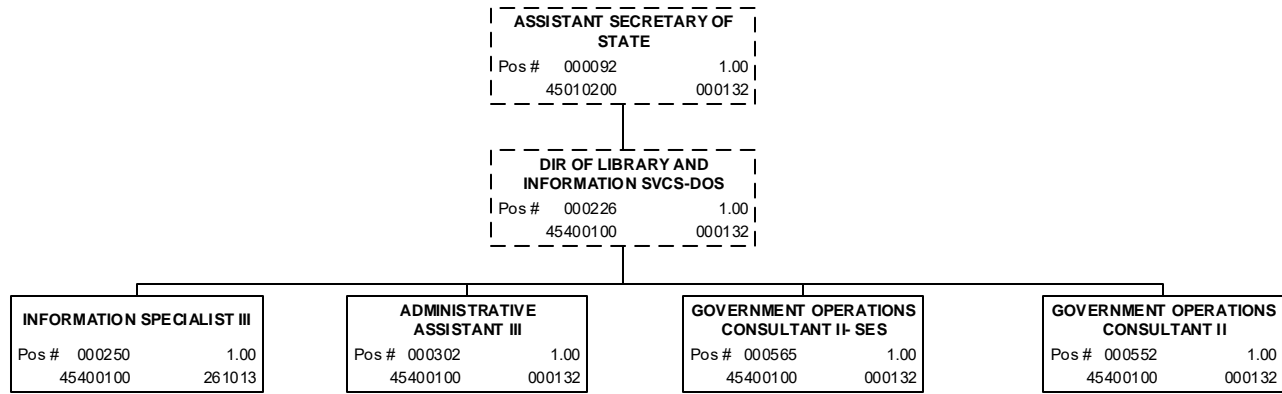 ASSISTANT SECRETARY OF
STATE
Pos # 000092 1.00
45010200 000132
DIR OF LIBRARY AND
INFORMATION SVCS-DOS
Pos # 000226 1.00
45400100 000132
INFORMATION SPECIALIST III
Pos # 000250 1.00
45400100 261013
ADMINISTRATIVE
ASSISTANT III
Pos # 000302 1.00
45400100 000132
GOVERNMENT OPERATIONS
CONSULTANT II- SES
Pos # 000565 1.00
45400100 000132
GOVERNMENT OPERATIONS
CONSULTANT II
Pos # 000552 1.00
45400100 000132